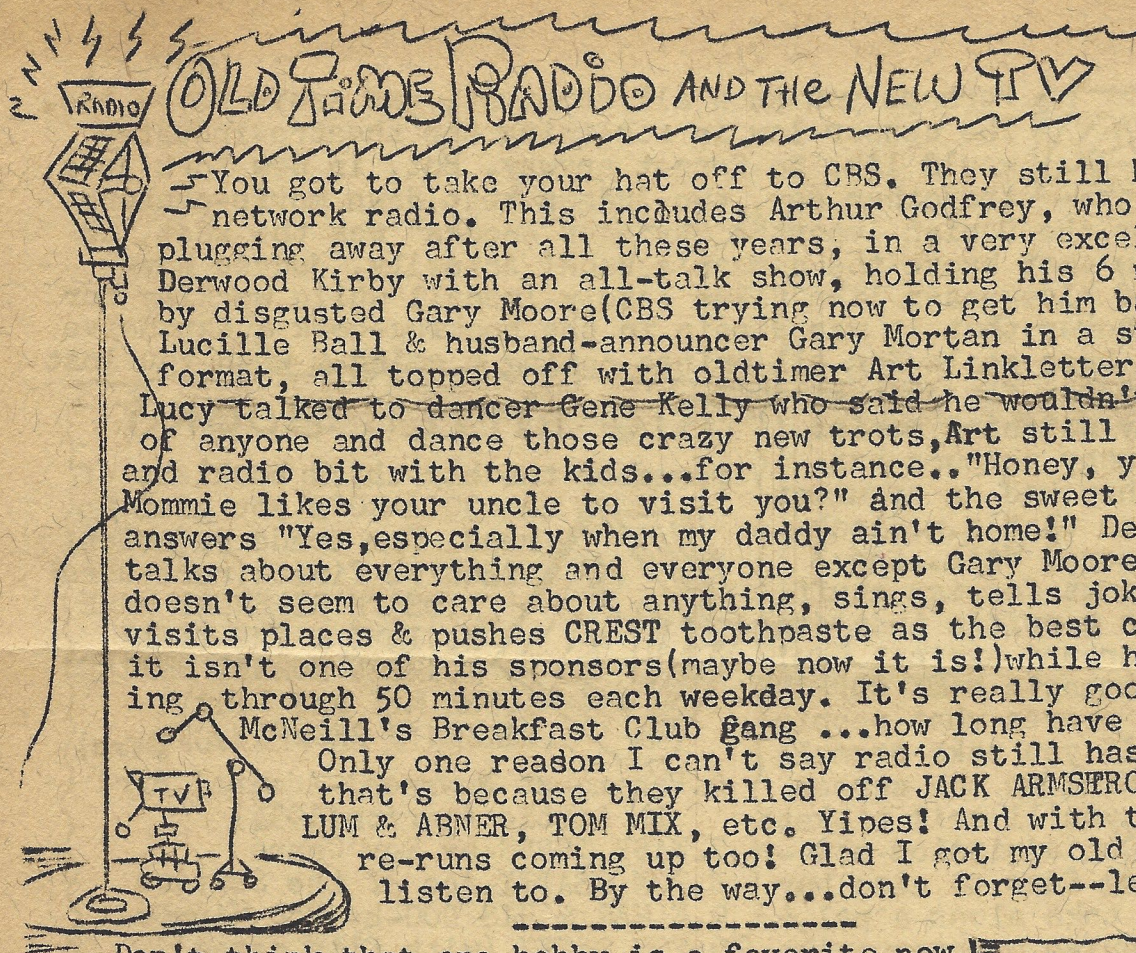 RADIO
OLD TIME RADIO AND THe NEW TV
You got to take your hat off to CBS. They still
network radio. This incluudes Arthur Godfrey, who
plugging away after all these years, in a very exce
Derwood Kirby with an all-talk show, holding his 6
by disgusted Gary Moore(CBS trying now to get him b
Lucille Ball & husband-announcer Gary Mortan in a s
format, all topped off with oldtimer Art Linkletter
Lucy talked to dancer Gene Kelly who said he wouldn'
of anyone and dance those crazy new trots,Art still
and radio bit with the kids...for instance.."Honey, y
Mommie likes your uncle to visit you?" and the sweet
answers "Yes,especially when my daddy ain't home!" De
talks about everything and everyone except Gary Moore
doesn't seem to care about anything, sings, tells jok
visits places & pushes CREST toothpaste as the best c
it isn't one of his sponsors(maybe now it is!)while h
ing through 50 minutes each weekday. It's really goo
McNeill's Breakfast Club gang ...how long have
Only one reason I can't say radio still has
that's because they killed off JACK ARMSTRO
TV
LUM & ABNER, TOM MIX, etc. Yipes! And with t
re-runs coming up too! Glad I got my old
listen to. By the way...don't forget--le
Don't think that our hobby is a favorite now!